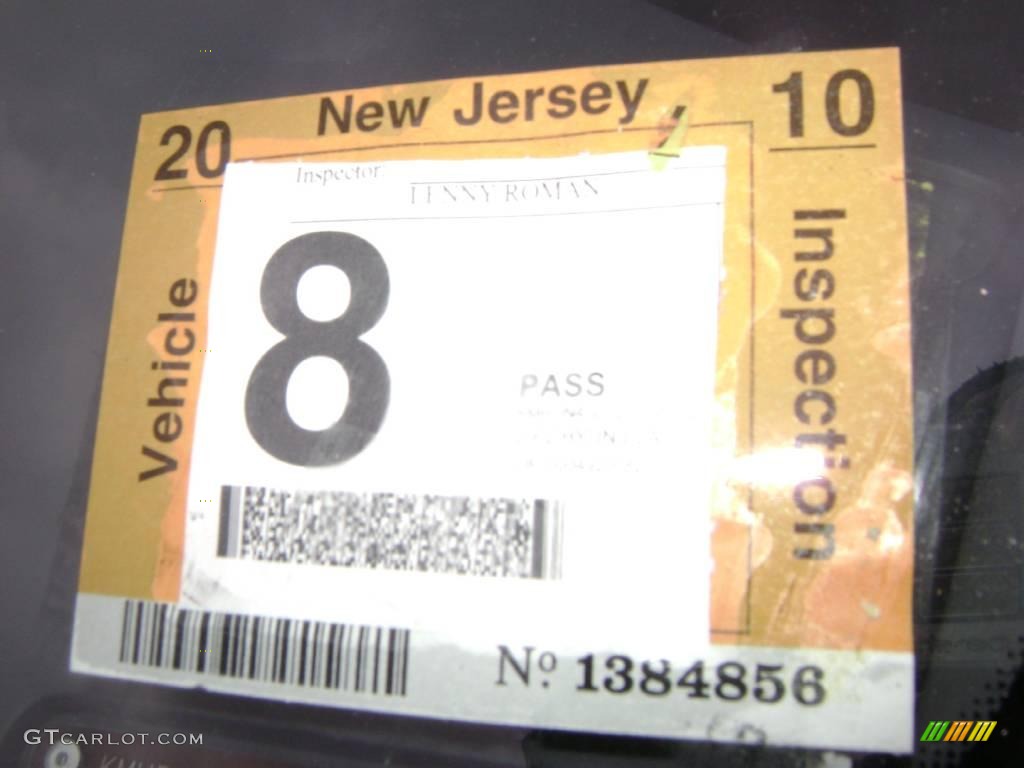 20 New Jersey 10
Inspector:
LENNY ROMAN
Vehicle
8
Inspection
PASS
Nº 1384856
GTCARLOT.COM